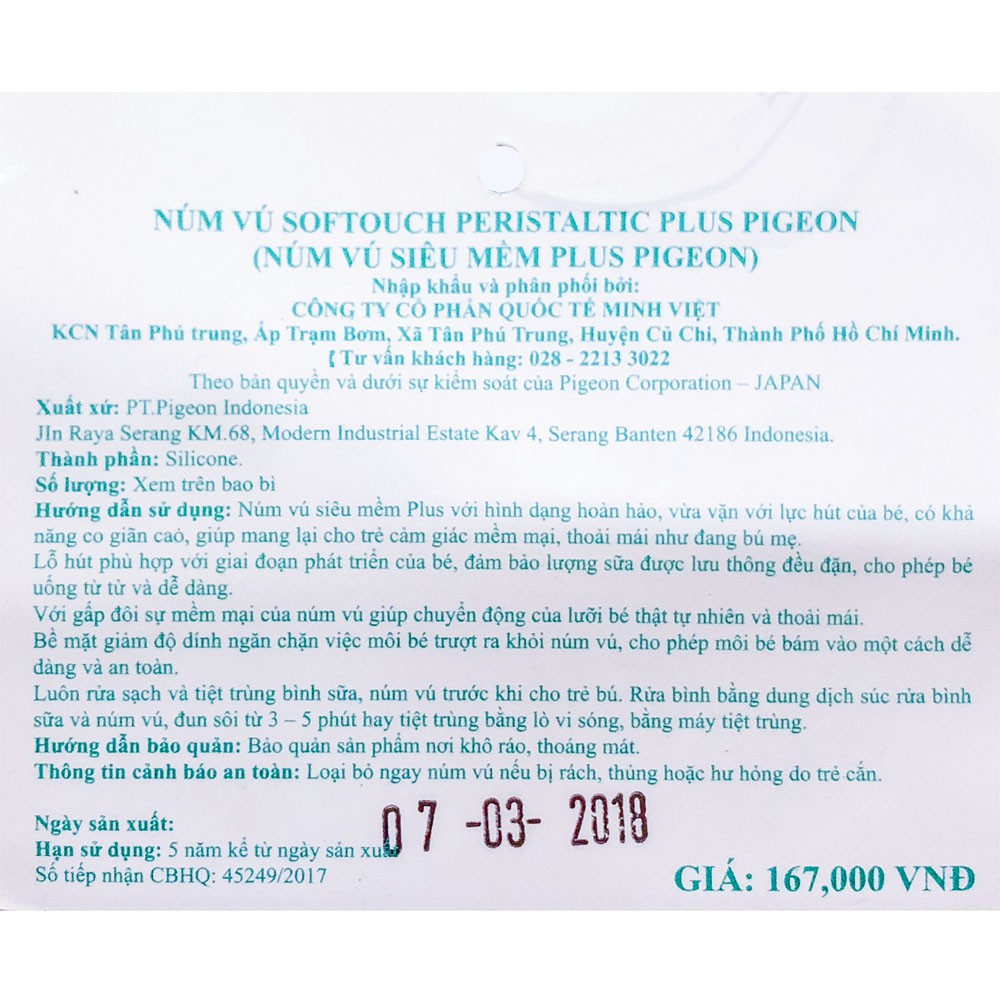 NÚM VÚ SOFTOUCH PERISTALTIC PLUS PIGEON
(NÚM VÚ SIÊU MỀM PLUS PIGEON)
Nhập khẩu và phân phối bởi:
CÔNG TY CỔ PHẦN QUỐC TẾ MINH VIỆT
KCN Tân Phú trung, Ấp Trạm Bơm, Xã Tân Phú Trung, Huyện Củ Chi, Thành Phố Hồ Chí Minh.
Tư vấn khách hàng: 028 - 2213 3022
Theo bản quyền và dưới sự kiểm soát của Pigeon Corporation – JAPAN
Xuất xứ: PT.Pigeon Indonesia
JIn Raya Serang KM.68, Modern Industrial Estate Kav 4, Serang Banten 42186 Indonesia.
Thành phần: Silicone.
Số lượng: Xem trên bao bì
Hướng dẫn sử dụng: Núm vú siêu mềm Plus với hình dạng hoàn hảo, vừa vặn với lực hút của bé, có khả
năng co giãn cao, giúp mang lại cho trẻ cảm giác mềm mại, thoải mái như đang bú mẹ.
Lỗ hút phù hợp với giai đoạn phát triển của bé, đảm bảo lượng sữa được lưu thông đều đặn, cho phép bé
uống từ từ và dễ dàng.
Với gấp đôi sự mềm mại của núm vú giúp chuyển động của lưỡi bé thật tự nhiên và thoải mái.
Bề mặt giảm độ dính ngăn chặn việc môi bé trượt ra khỏi núm vú, cho phép môi bé bám vào một cách dễ
dàng và an toàn.
Luôn rửa sạch và tiệt trùng bình sữa, núm vú trước khi cho trẻ bú. Rửa bình bằng dung dịch súc rửa bình
sữa và núm vú, đun sôi từ 3 – 5 phút hay tiệt trùng bằng lò vi sóng, bằng máy tiệt trùng.
Hướng dẫn bảo quản: Bảo quản sản phẩm nơi khô ráo, thoáng mát.
Thông tin cảnh báo an toàn: Loại bỏ ngay núm vú nếu bị rách, thủng hoặc hư hỏng do trẻ cắn.
Ngày sản xuất: 07 -03- 2018
Hạn sử dụng: 5 năm kể từ ngày sản xuất
Số tiếp nhận CBHQ: 45249/2017
GIÁ: 167,000 VNĐ